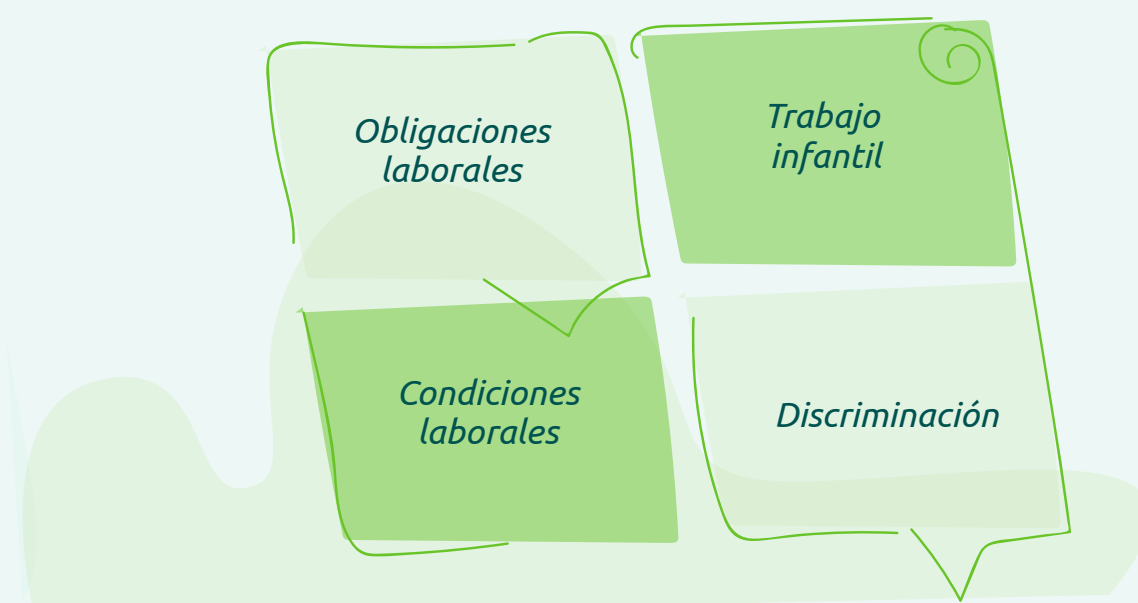 Obligaciones
laborales
Trabajo
infantil
Condiciones
laborales
Discriminación